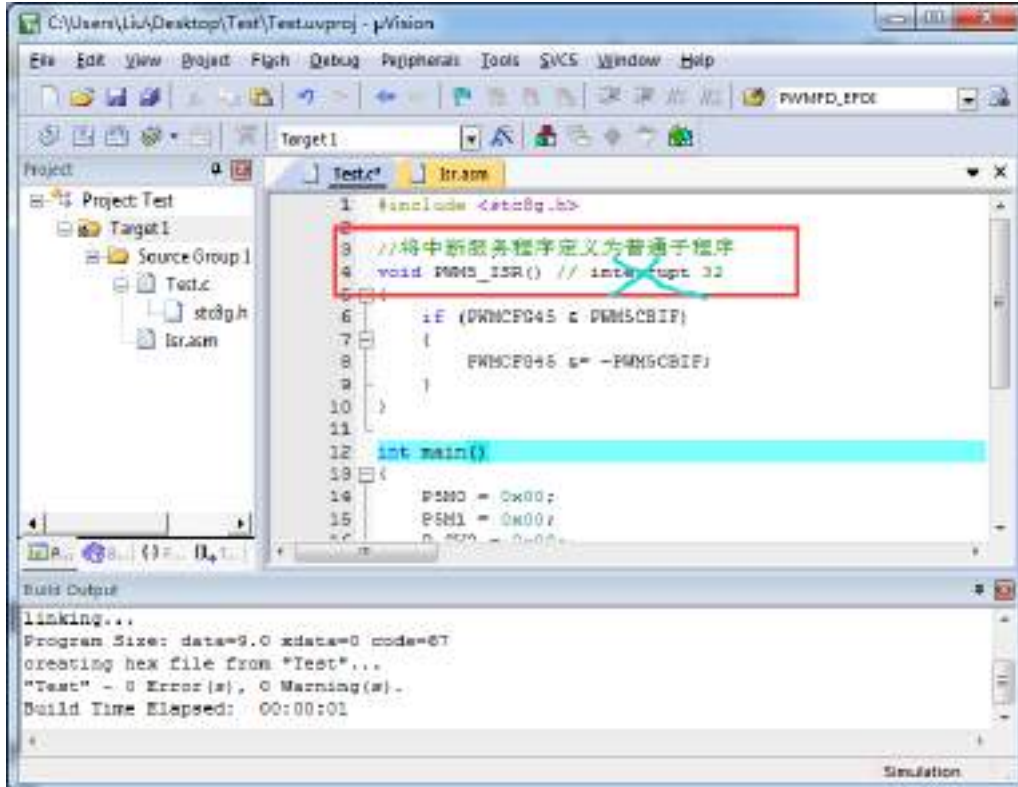 C:\Users\Liu\Desktop\Test\Test.uvproj - µVision
File Edit View Project Flash Debug Peripherals Tools SVCS Window Help
Target 1
Project
Test.c* Isr.asm
Project: Test
Target 1
Source Group 1
Test.c
stc8g.h
Isr.asm
1 #include <stc8g.h>
2
3 //将中断服务程序定义为普通子程序
4 void PWM5_ISR() // interrupt 32
5 {
6 if (PWMCFG45 & PWM5CBIF)
7 {
8 PWMCFG45 &= ~PWM5CBIF;
9 }
10 }
11
12 int main()
13 {
14 P5M0 = 0x00;
15 P5M1 = 0x00;
Build Output
linking...
Program Size: data=9.0 xdata=0 code=67
creating hex file from "Test"...
"Test" - 0 Error(s), 0 Warning(s).
Build Time Elapsed: 00:00:01
Simulation